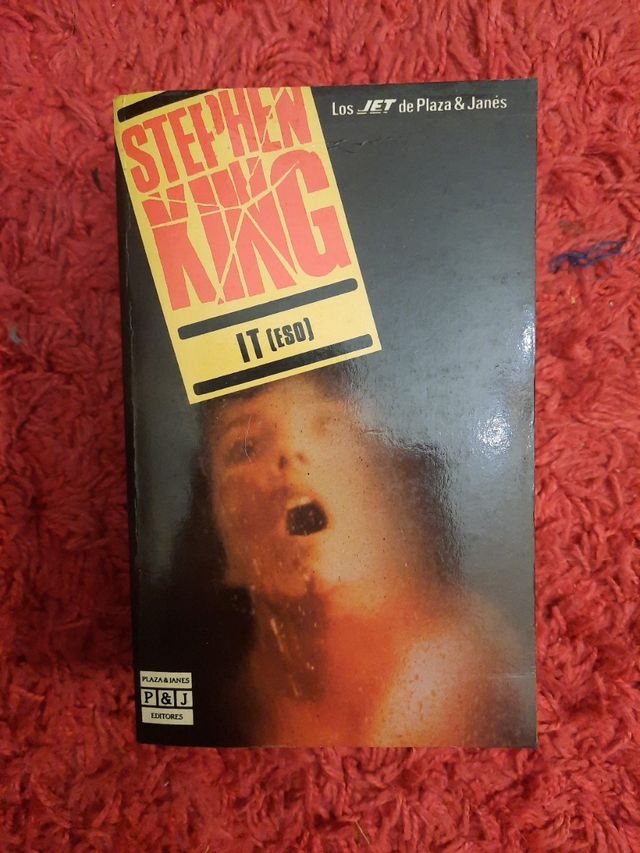 Los JET de Plaza & Janés
STEPHEN
KING
IT (ESO)
PLAZA & JANES
P & J
EDITORES